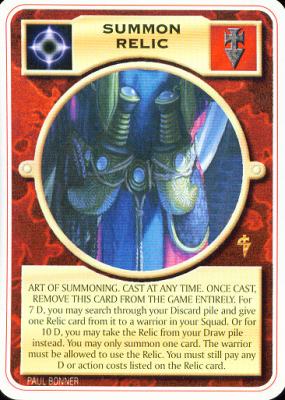 SUMMON
RELIC
ART OF SUMMONING. CAST AT ANY TIME. ONCE CAST,
REMOVE THIS CARD FROM THE GAME ENTIRELY. For
7 D, you may search through your Discard pile and give
one Relic card from it to a warrior in your Squad. Or for
10 D, you may take the Relic from your Draw pile
instead. You may only summon one card. The warrior
must be allowed to use the Relic. You must still pay any
D or action costs listed on the Relic card.
PAUL BONNER